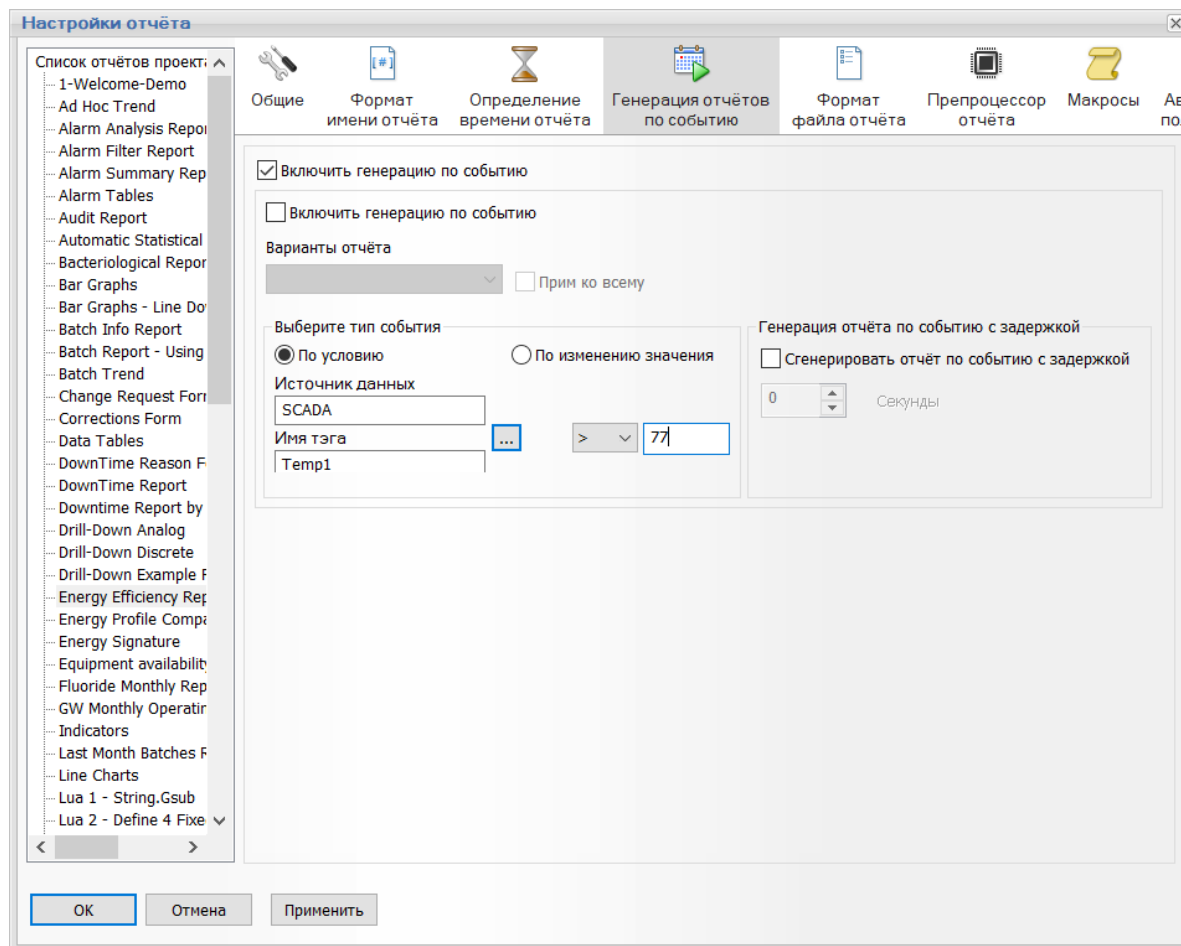 Настройки отчёта
Список отчётов проект
1-Welcome-Demo
Ad Hoc Trend
Alarm Analysis Repo
Alarm Filter Report
Alarm Summary Rep
Alarm Tables
Audit Report
Automatic Statistical
Bacteriological Repor
Bar Graphs
Bar Graphs - Line Do
Batch Info Report
Batch Report - Using
Batch Trend
Change Request For
Corrections Form
Data Tables
DownTime Reason F
DownTime Report
Downtime Report by
Drill-Down Analog
Drill-Down Discrete
Drill-Down Example F
Energy Efficiency Rep
Energy Profile Compa
Energy Signature
Equipment availability
Fluoride Monthly Rep
GW Monthly Operatin
Indicators
Last Month Batches R
Line Charts
Lua 1 - String.Gsub
Lua 2 - Define 4 Fixe
Общие
Формат
имени отчёта
Определение
времени отчёта
Генерация отчётов
по событию
Формат
файла отчёта
Препроцессор
отчёта
Макросы
Ав
по
Включить генерацию по событию
Включить генерацию по событию
Варианты отчёта
Прим ко всему
Выберите тип события
По условию
По изменению значения
Источник данных
SCADA
Имя тэга
...
> 77
Temp1
Генерация отчёта по событию с задержкой
Сгенерировать отчёт по событию с задержкой
0
Секунды
OK
Отмена
Применить